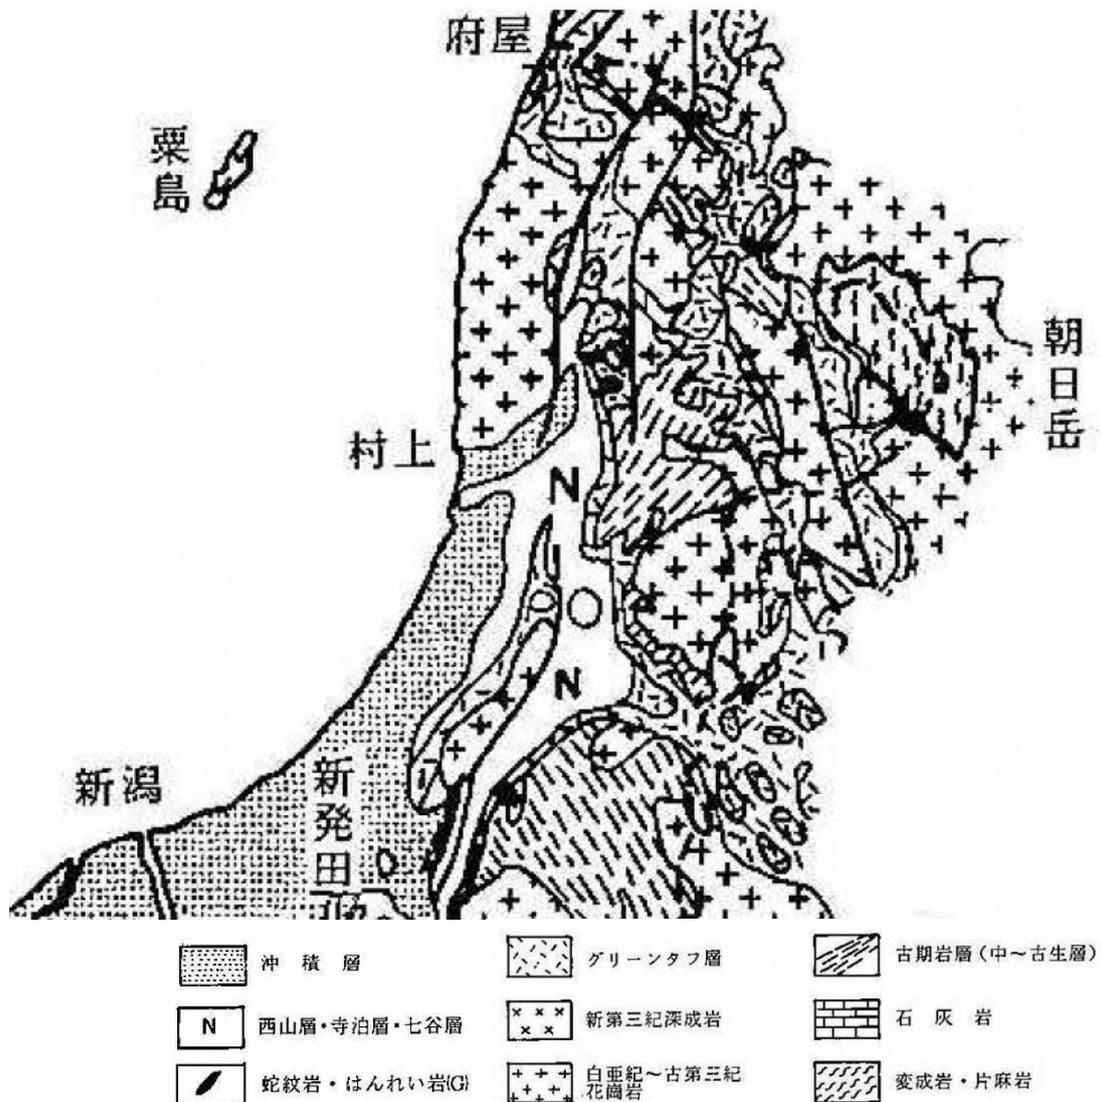 府屋
粟島
朝日岳
村上
N
N
新潟
新発田
沖積層
グリーンタフ層
古期岩層(中〜古生層)
N
西山層・寺泊層・七谷層
新第三紀深成岩
石灰岩
蛇紋岩・はんれい岩(G)
白亜紀〜古第三紀
花崗岩
変成岩・片麻岩